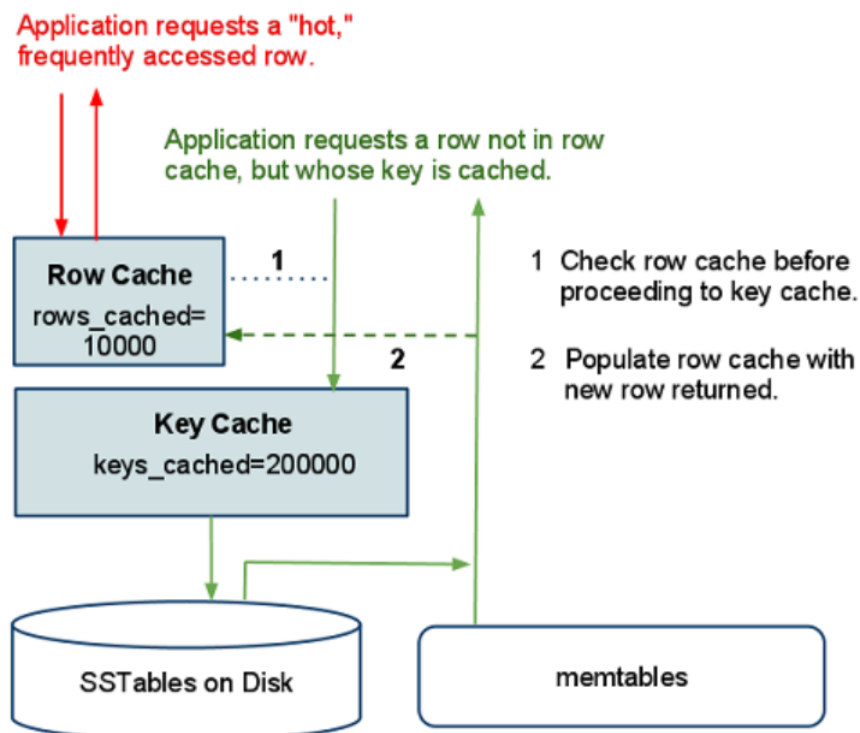 Application requests a "hot,"
frequently accessed row.
Application requests a row not in row
cache, but whose key is cached.
Row Cache
rows_cached=
10000
1
2
1 Check row cache before
proceeding to key cache.
2 Populate row cache with
new row returned.
Key Cache
keys_cached=200000
SSTables on Disk
memtables